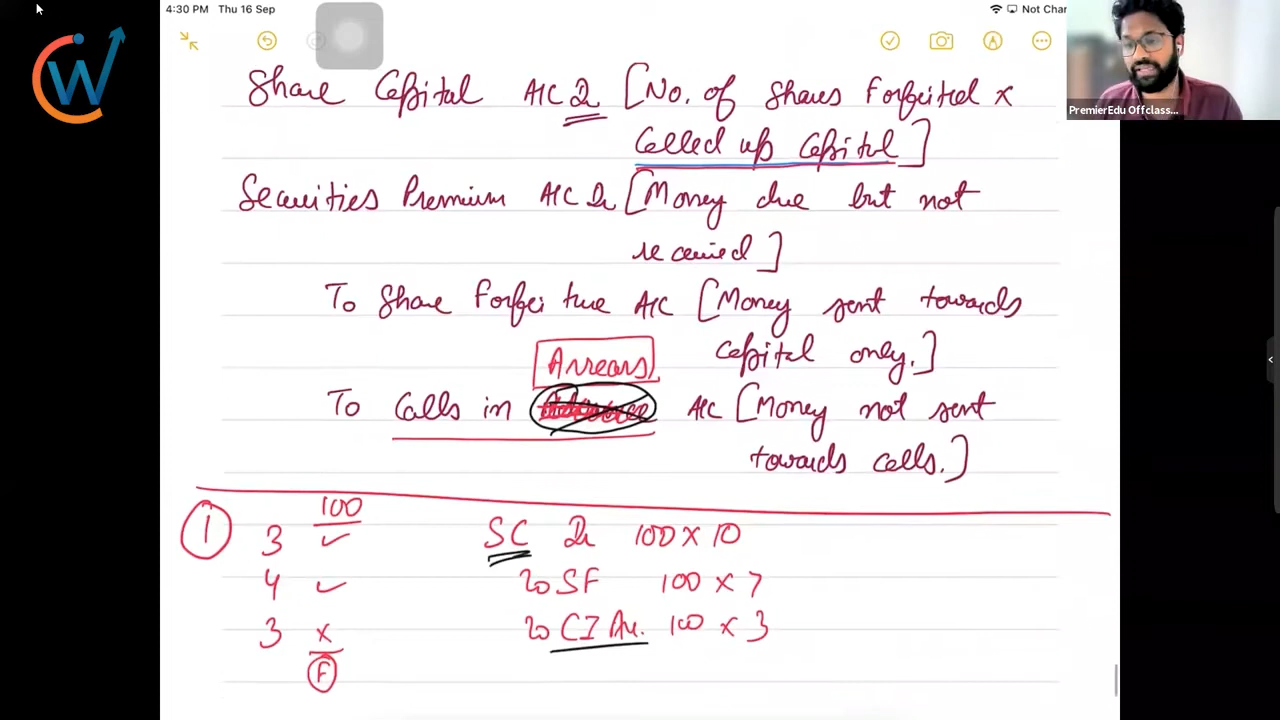 4:30 PM Thu 16 Sep
Not Char
W
PremierEdu Offclass...
Share Capital A/C Dr [No. of Shares Forfeited x
Called up Capital]
Securities Premium A/C Dr [Money due but not
received]
To Share Forfeiture A/C [Money sent towards
Capital only.]
Arrears
To Calls in A/C [Money not sent
towards calls.]
1
100
3 ✓ SC Dr 100 x 10
4 ✓ To SF 100 x 7
3 x To CI Arr. 100 x 3
F